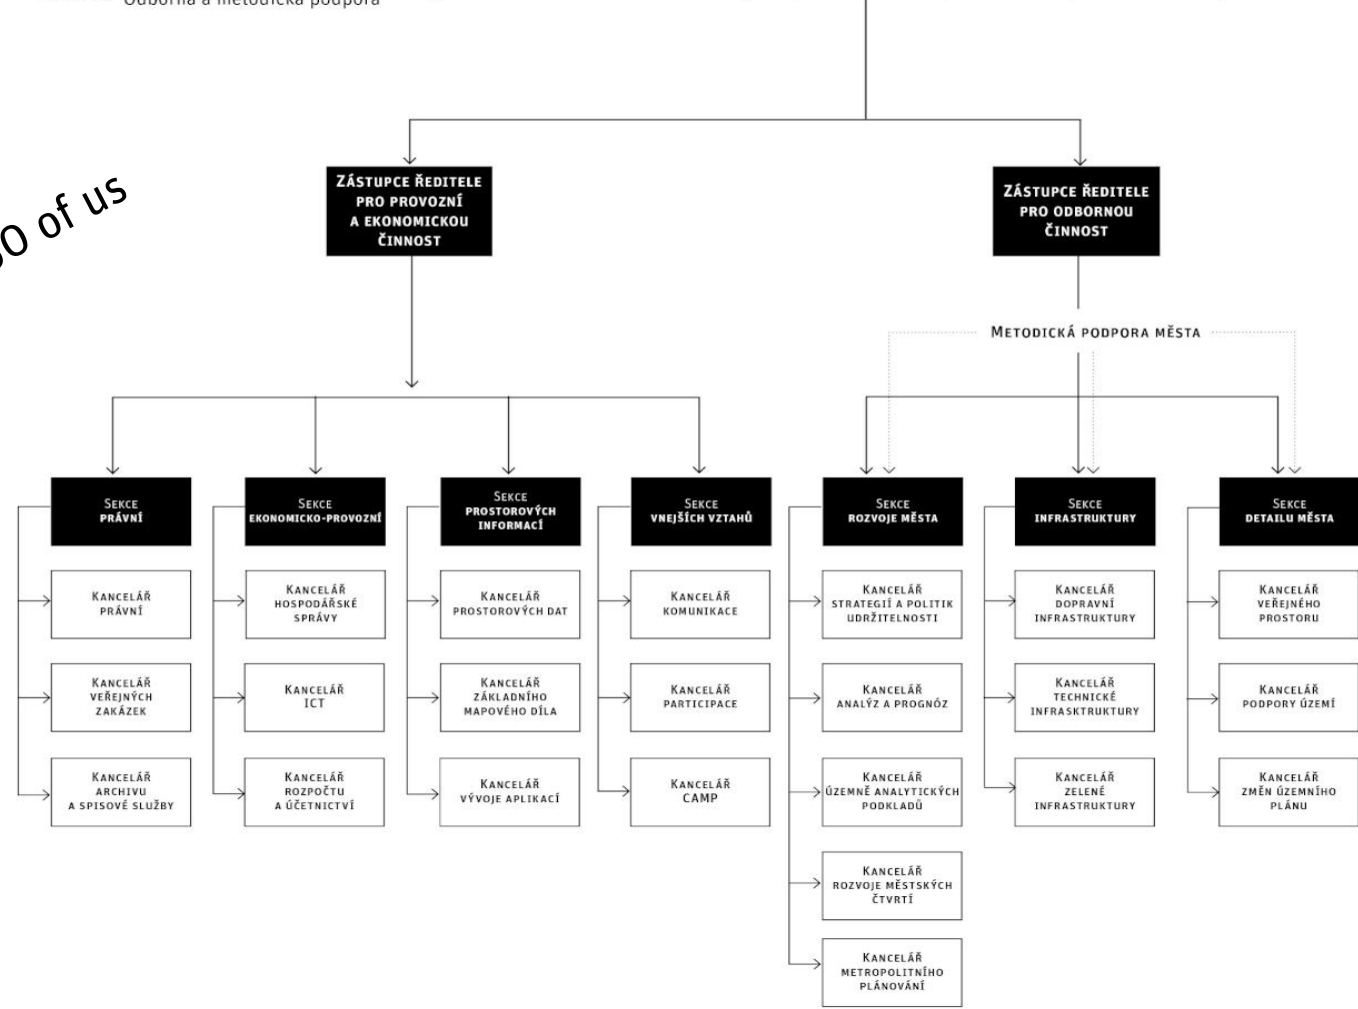 Odborná a metodická podpora
of us
ZÁSTUPCE ŘEDITELE
PRO PROVOZNÍ
A EKONOMICKOU
ČINNOST
ZÁSTUPCE ŘEDITELE
PRO ODBORNOU
ČINNOST
METODICKÁ PODPORA MĚSTA
SEKCE
PRÁVNÍ
KANCELÁŘ
PRÁVNÍ
KANCELÁŘ
VEŘEJNÝCH
ZAKÁZEK
KANCELÁŘ
ARCHIVU
A SPISOVÉ SLUŽBY
SEKCE
EKONOMICKO-PROVOZNÍ
KANCELÁŘ
HOSPODÁŘSKÉ
SPRÁVY
KANCELÁŘ
ICT
KANCELÁŘ
ROZPOČTU
A ÚČETNICTVÍ
SEKCE
PROSTOROVÝCH
INFORMACÍ
KANCELÁŘ
PROSTOROVÝCH DAT
KANCELÁŘ
ZÁKLADNÍHO
MAPOVÉHO DÍLA
KANCELÁŘ
VÝVOJE APLIKACÍ
SEKCE
VNEJŠÍCH VZTAHŮ
KANCELÁŘ
KOMUNIKACE
KANCELÁŘ
PARTICIPACE
KANCELÁŘ
CAMP
SEKCE
ROZVOJE MĚSTA
KANCELÁŘ
STRATEGIÍ A POLITIK
UDRŽITELNOSTI
KANCELÁŘ
ANALÝZ A PROGNÓZ
KANCELÁŘ
ÚZEMNĚ ANALYTICKÝCH
PODKLADŮ
KANCELÁŘ
ROZVOJE MĚSTSKÝCH
ČTVRTÍ
KANCELÁŘ
METROPOLITNÍHO
PLÁNOVÁNÍ
SEKCE
INFRASTRUKTURY
KANCELÁŘ
DOPRAVNÍ
INFRASTRUKTURY
KANCELÁŘ
TECHNICKÉ
INFRASKTRUKTURY
KANCELÁŘ
ZELENÉ
INFRASTRUKTURY
SEKCE
DETAILU MĚSTA
KANCELÁŘ
VEŘEJNÉHO
PROSTORU
KANCELÁŘ
PODPORY ÚZEMÍ
KANCELÁŘ
ZMĚN ÚZEMNÍHO
PLÁNU